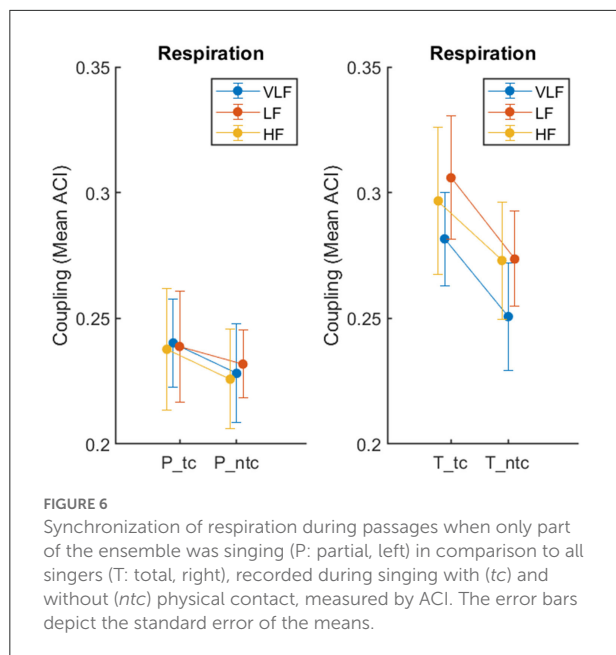 Respiration
0.35
0.3
0.25
0.2
Coupling (Mean ACI)
VLF
LF
HF
P_tc P_ntc
Respiration
0.35
0.3
0.25
0.2
Coupling (Mean ACI)
VLF
LF
HF
T_tc T_ntc
FIGURE 6
Synchronization of respiration during passages when only part
of the ensemble was singing (P: partial, left) in comparison to all
singers (T: total, right), recorded during singing with (tc) and
without (ntc) physical contact, measured by ACI. The error bars
depict the standard error of the means.